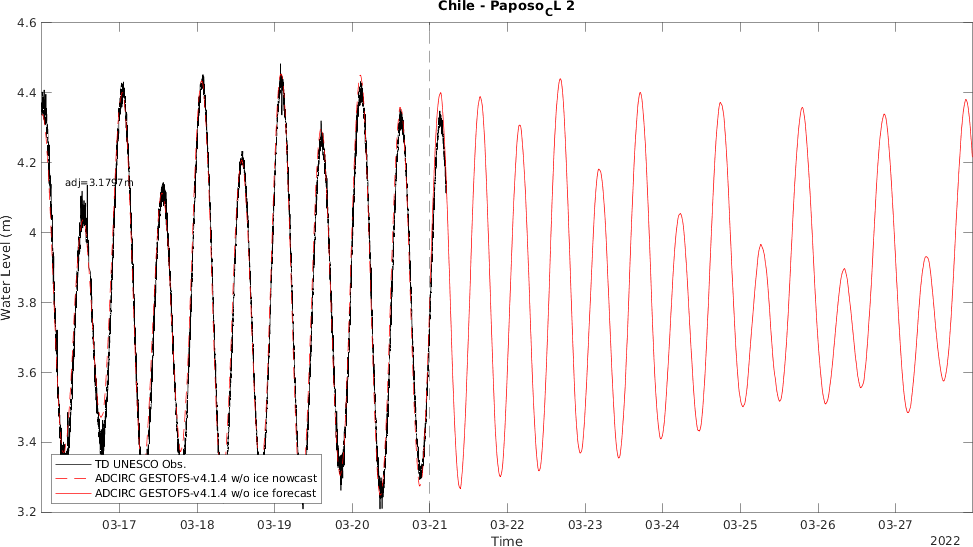 Chile - Paposo_CL 2
4.6
4.4
4.2
4
3.8
3.6
3.4
3.2
Water Level (m)
adj=3.1797m
TD UNESCO Obs.
ADCIRC GESTOFS-v4.1.4 w/o ice nowcast
ADCIRC GESTOFS-v4.1.4 w/o ice forecast
03-17 03-18 03-19 03-20 03-21 03-22 03-23 03-24 03-25 03-26 03-27
Time
2022